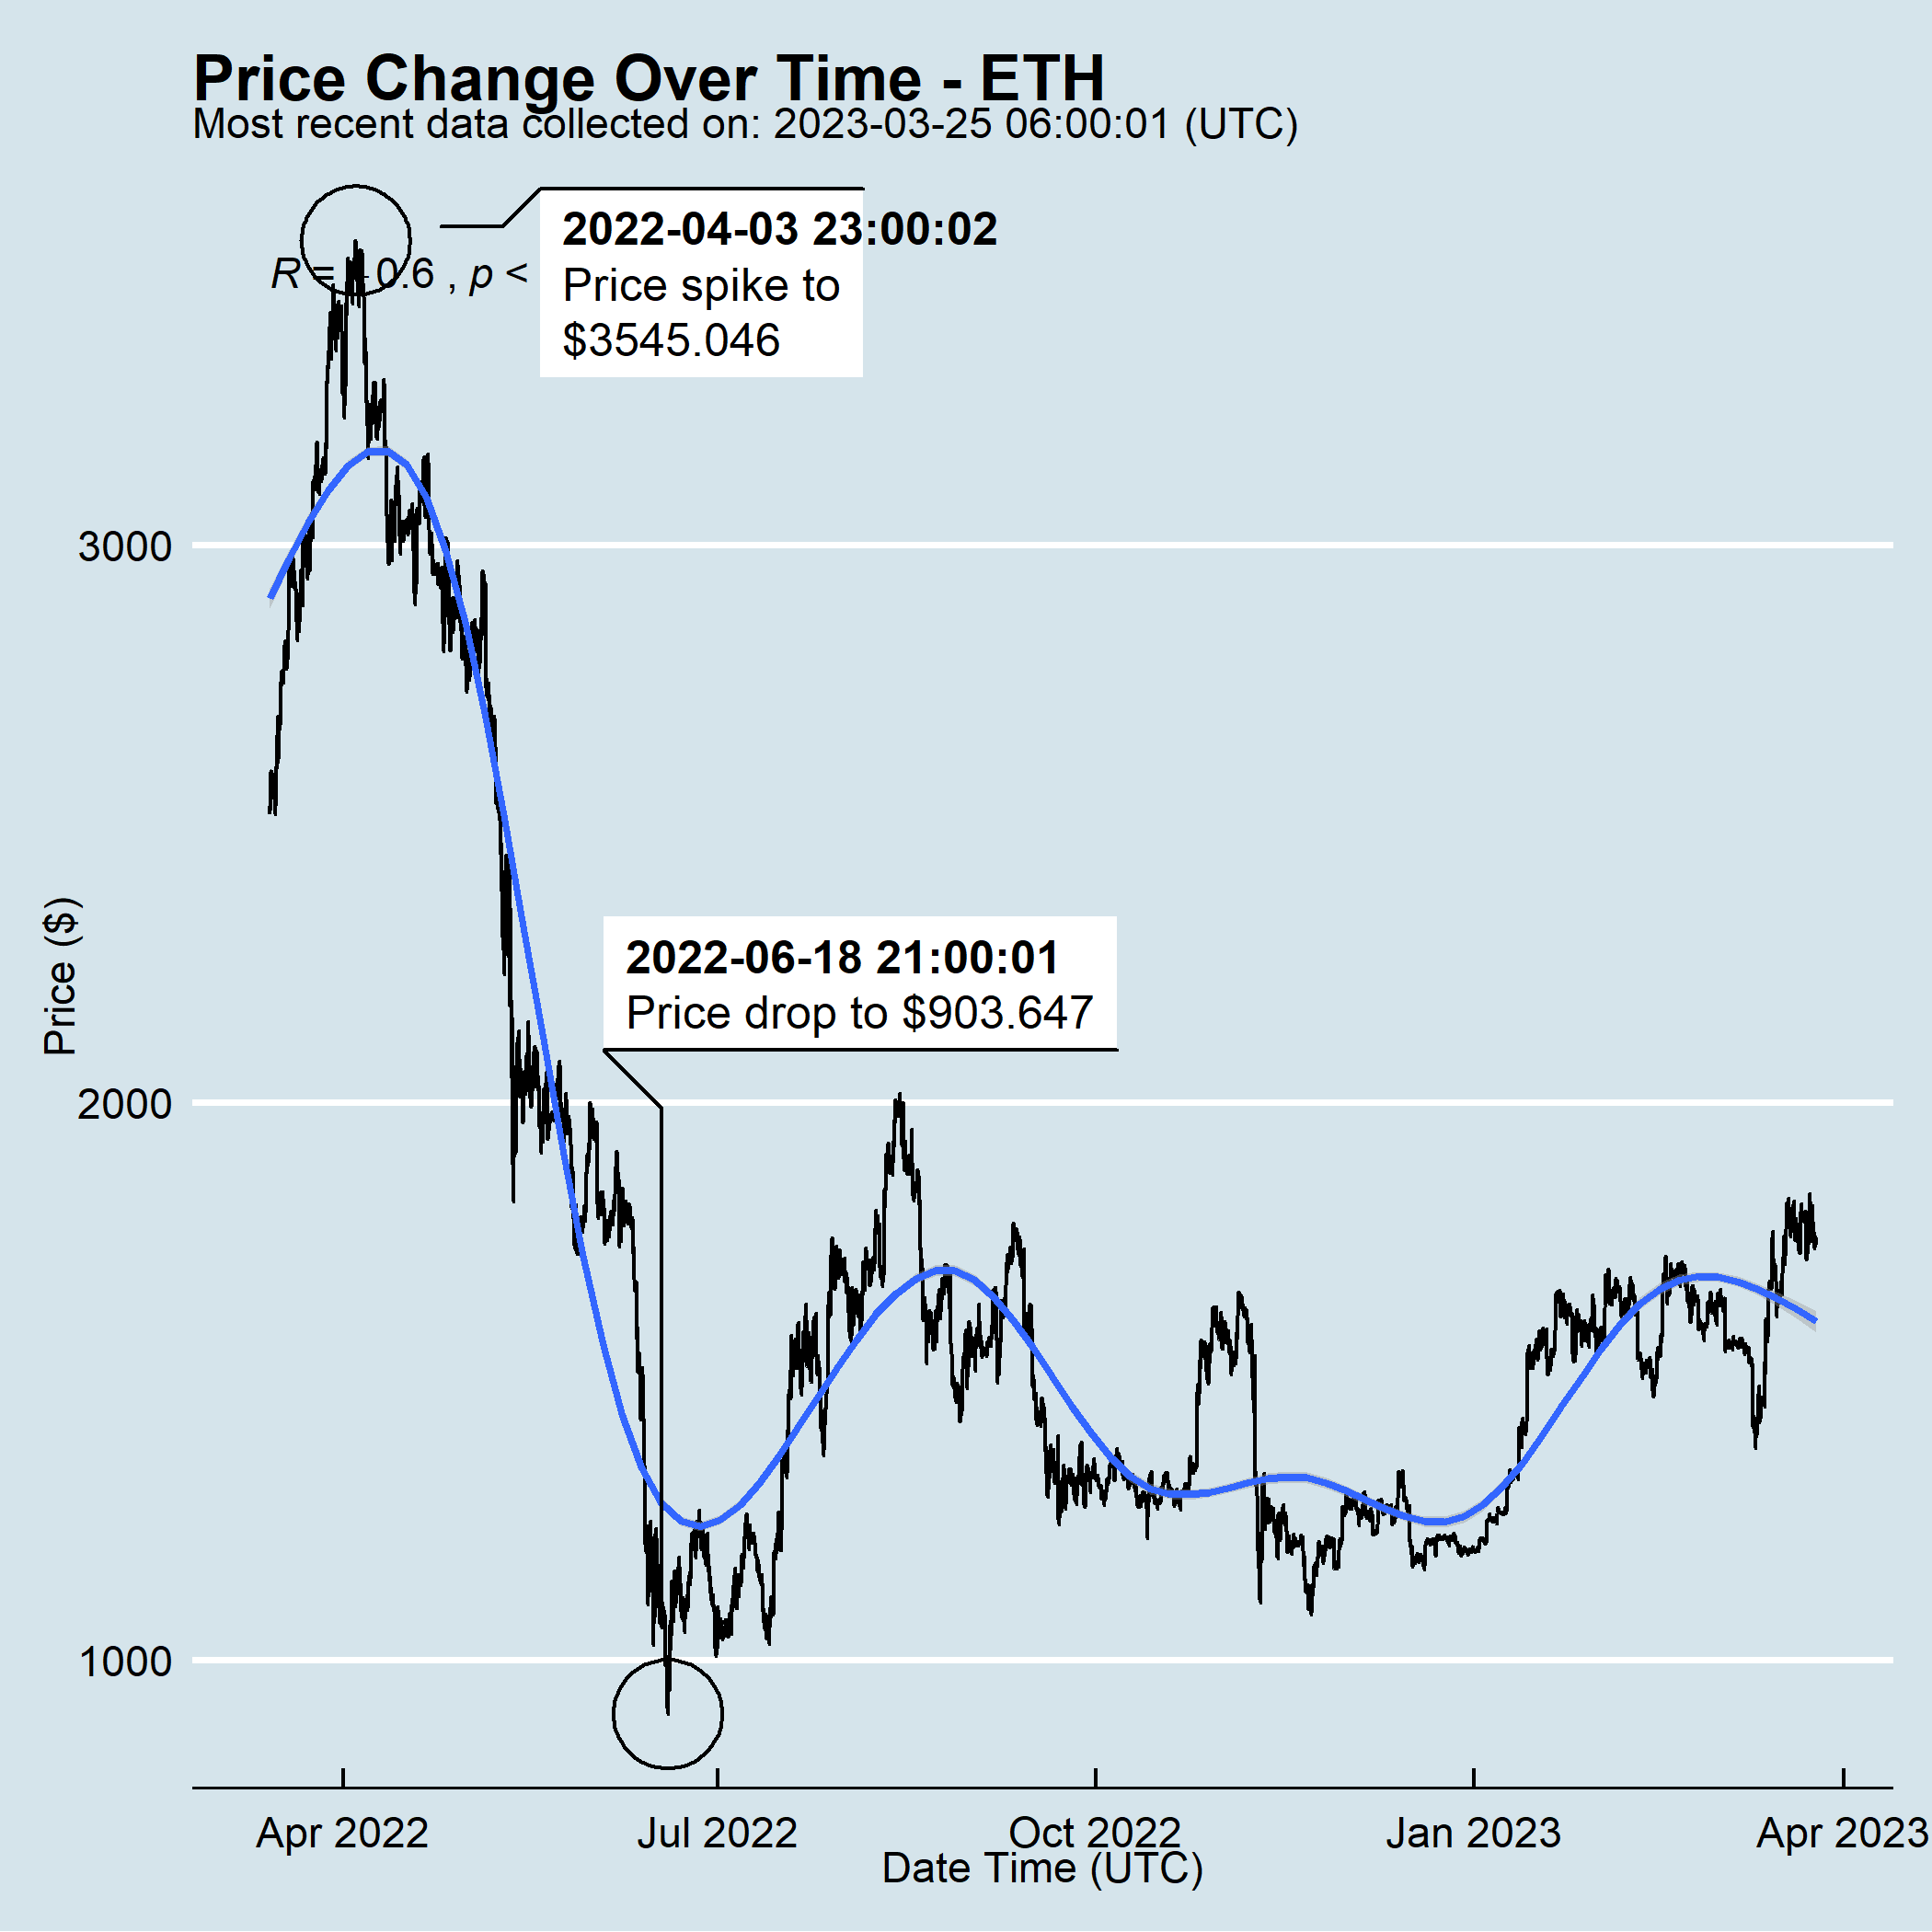 Price Change Over Time - ETH
Most recent data collected on: 2023-03-25 06:00:01 (UTC)
2022-04-03 23:00:02
Price spike to
$3545.046
R = -0.6 , p <
3000
2022-06-18 21:00:01
Price drop to $903.647
Price ($)
2000
1000
Apr 2022
Jul 2022
Oct 2022
Jan 2023
Apr 2023
Date Time (UTC)